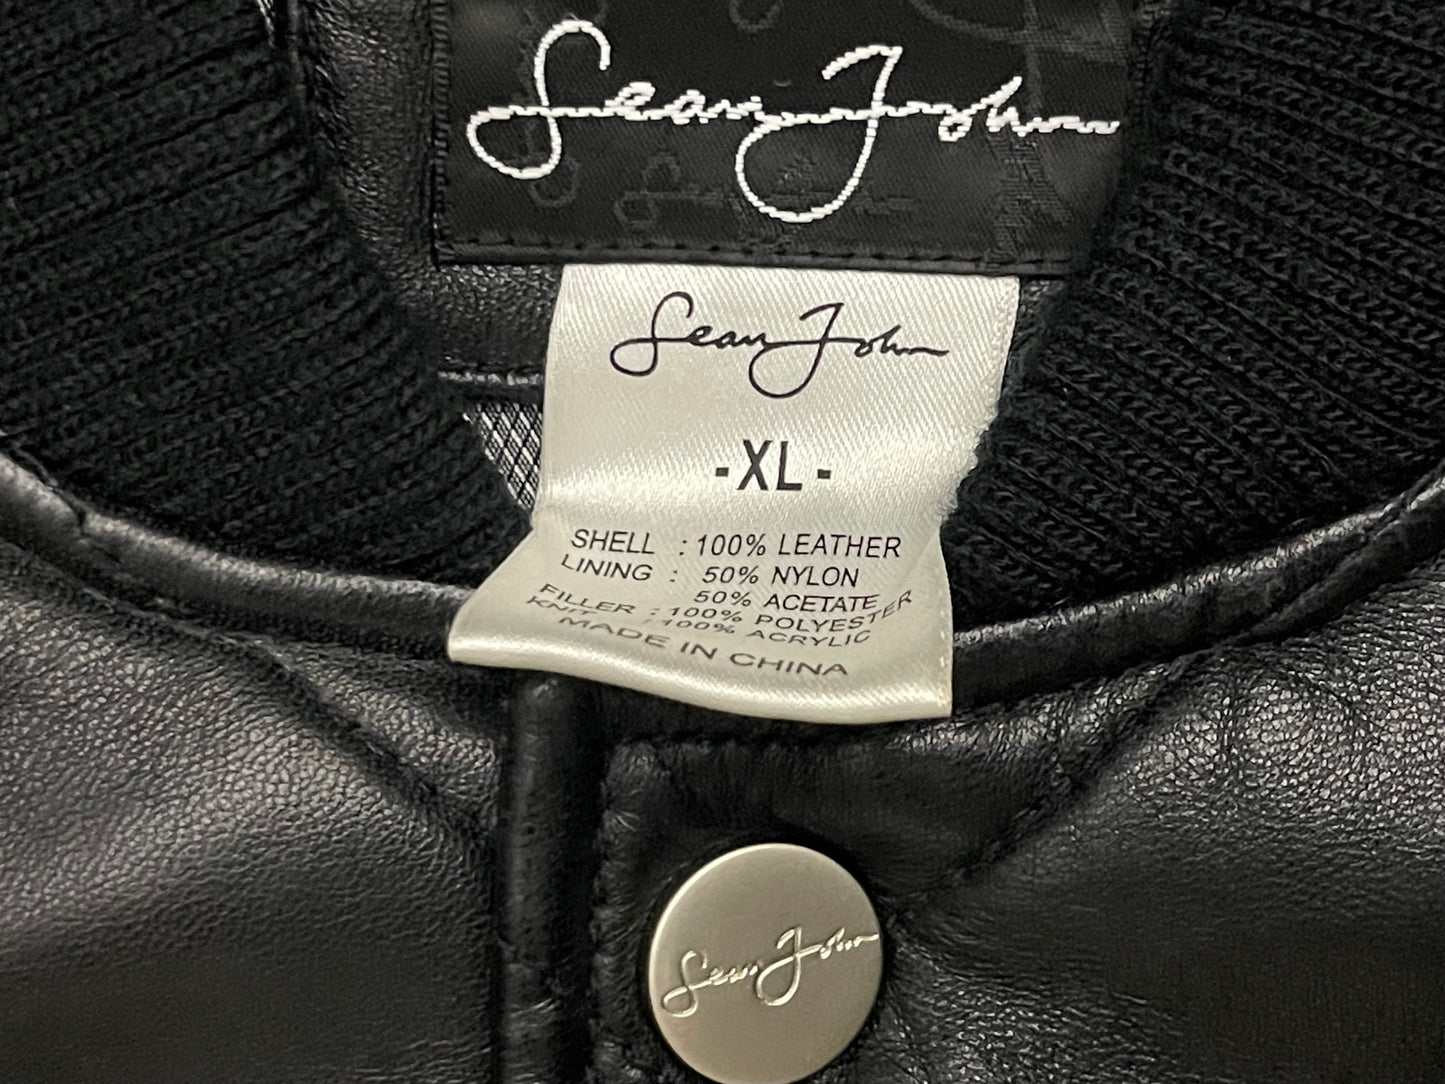 Sean John
Sean John
-XL-
SHELL : 100% LEATHER
LINING : 50% NYLON
50% ACETATE
FILLER : 100% POLYESTER
KNIT : 100% ACRYLIC
MADE IN CHINA
Sean John